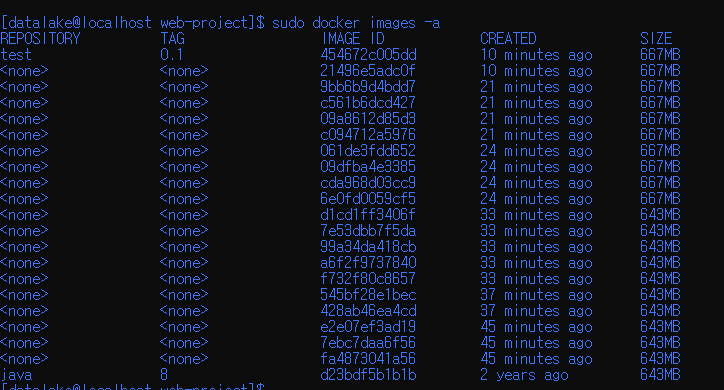 [datalake@localhost web-project]$ sudo docker images -a
REPOSITORY TAG IMAGE ID CREATED SIZE
test 0.1 454672c005dd 10 minutes ago 667MB
<none> <none> 21496e5adc0f 10 minutes ago 667MB
<none> <none> 9bb6b9d4bdd7 21 minutes ago 667MB
<none> <none> c561b6dcd427 21 minutes ago 667MB
<none> <none> 09a8612d85d3 21 minutes ago 667MB
<none> <none> c094712a5976 21 minutes ago 667MB
<none> <none> 061de3fdd652 24 minutes ago 667MB
<none> <none> 09dfba4e3385 24 minutes ago 667MB
<none> <none> cda968d03cc9 24 minutes ago 667MB
<none> <none> 6e0fd0059cf5 24 minutes ago 667MB
<none> <none> d1cd1ff3406f 33 minutes ago 643MB
<none> <none> 7e53dbb7f5da 33 minutes ago 643MB
<none> <none> 99a34da418cb 33 minutes ago 643MB
<none> <none> a6f2f9737840 33 minutes ago 643MB
<none> <none> f732f80c8657 33 minutes ago 643MB
<none> <none> 545bf28e1bec 37 minutes ago 643MB
<none> <none> 428ab46ea4cd 37 minutes ago 643MB
<none> <none> e2e07ef3ad19 45 minutes ago 643MB
<none> <none> 7ebc7daa6f56 45 minutes ago 643MB
<none> <none> fa4873041a56 45 minutes ago 643MB
java 8 d23bdf5b1b1b 2 years ago 643MB
[datalake@localhost web-project]$